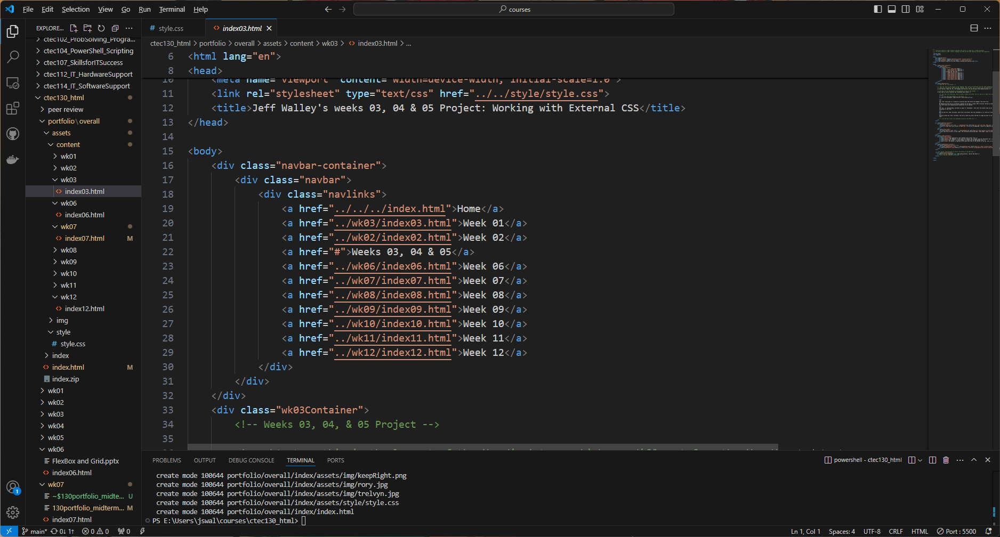 File Edit Selection View Go Run Terminal Help
courses
EXPLORE...
ctec102_ProbSolving_Progra...
ctec104_PowerShell_Scripting
ctec107_SkillsforITSuccess
ctec112_IT_HardwareSupport
ctec114_IT_SoftwareSupport
ctec130_html
peer review
portfolio\overall
assets
content
wk01
wk02
wk03
index03.html
wk06
index06.html
wk07
index07.html M
wk08
wk09
wk10
wk11
wk12
index12.html
img
style
# style.css
index
index.html M
index.zip
wk01
wk02
wk03
wk04
wk05
wk06
FlexBox and Grid.pptx
index06.html
wk07
~$130portfolio_midte... U
130portfolio_midterm... M
index07.html
# style.css
<> index03.html
ctec130_html > portfolio > overall > assets > content > wk03 > <> index03.html > ...
6 <html lang="en">
8 <head>
10 <meta name="viewport" content="width=device-width, initial-scale=1.0">
11 <link rel="stylesheet" type="text/css" href="../../style/style.css">
12 <title>Jeff Walley's weeks 03, 04 & 05 Project: Working with External CSS</title>
13 </head>
14
15 <body>
16 <div class="navbar-container">
17 <div class="navbar">
18 <div class="navlinks">
19 <a href="../../../index.html">Home</a>
20 <a href="../wk03/index03.html">Week 01</a>
21 <a href="../wk02/index02.html">Week 02</a>
22 <a href="#">Weeks 03, 04 & 05</a>
23 <a href="../wk06/index06.html">Week 06</a>
24 <a href="../wk07/index07.html">Week 07</a>
25 <a href="../wk08/index08.html">Week 08</a>
26 <a href="../wk09/index09.html">Week 09</a>
27 <a href="../wk10/index10.html">Week 10</a>
28 <a href="../wk11/index11.html">Week 11</a>
29 <a href="../wk12/index12.html">Week 12</a>
30 </div>
31 </div>
32 </div>
33 <div class="wk03Container">
34 <!-- Weeks 03, 04, & 05 Project -->
35
PROBLEMS OUTPUT DEBUG CONSOLE TERMINAL PORTS
powershell - ctec130_html
create mode 100644 portfolio/overall/index/assets/img/keepRight.png
create mode 100644 portfolio/overall/index/assets/img/rory.jpg
create mode 100644 portfolio/overall/index/assets/img/trelvyn.jpg
create mode 100644 portfolio/overall/index/assets/style/style.css
create mode 100644 portfolio/overall/index/index.html
PS E:\Users\jswal\courses\ctec130_html>
1
main* 0↓ 1↑ 0 0 0
Ln 1, Col 1 Spaces: 4 UTF-8 CRLF HTML Port : 5500